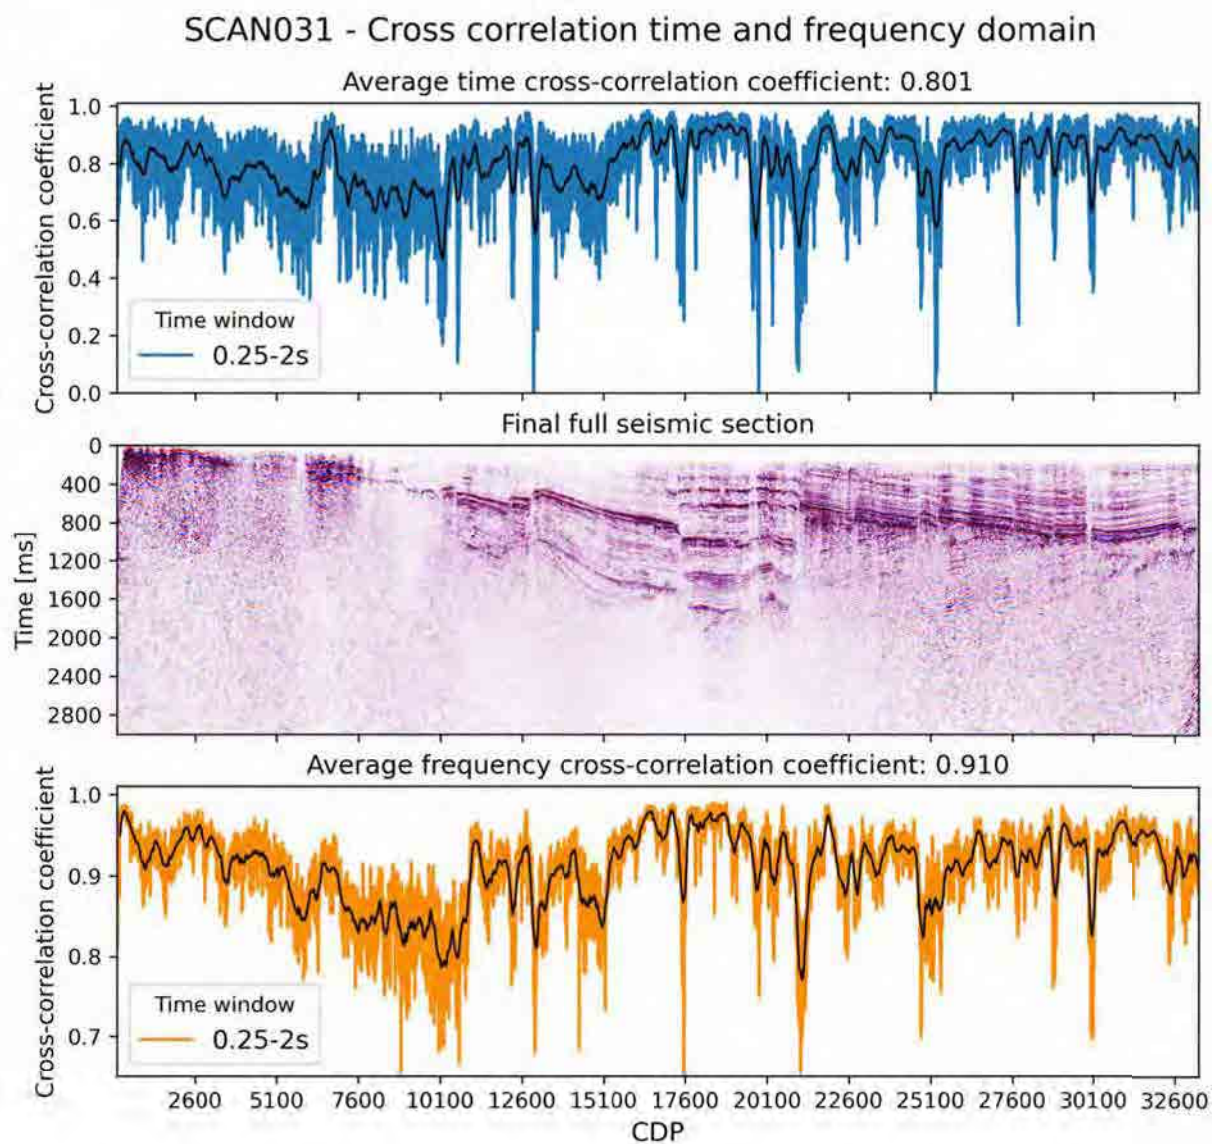 SCAN031 - Cross correlation time and frequency domain
Average time cross-correlation coefficient: 0.801
Cross-correlation coefficient
1.0
0.8
0.6
0.4
0.2
0.0
Time window
0.25-2s
Final full seismic section
Time [ms]
0
400
800
1200
1600
2000
2400
2800
Average frequency cross-correlation coefficient: 0.910
Cross-correlation coefficient
1.0
0.9
0.8
0.7
Time window
0.25-2s
2600 5100 7600 10100 12600 15100 17600 20100 22600 25100 27600 30100 32600
CDP